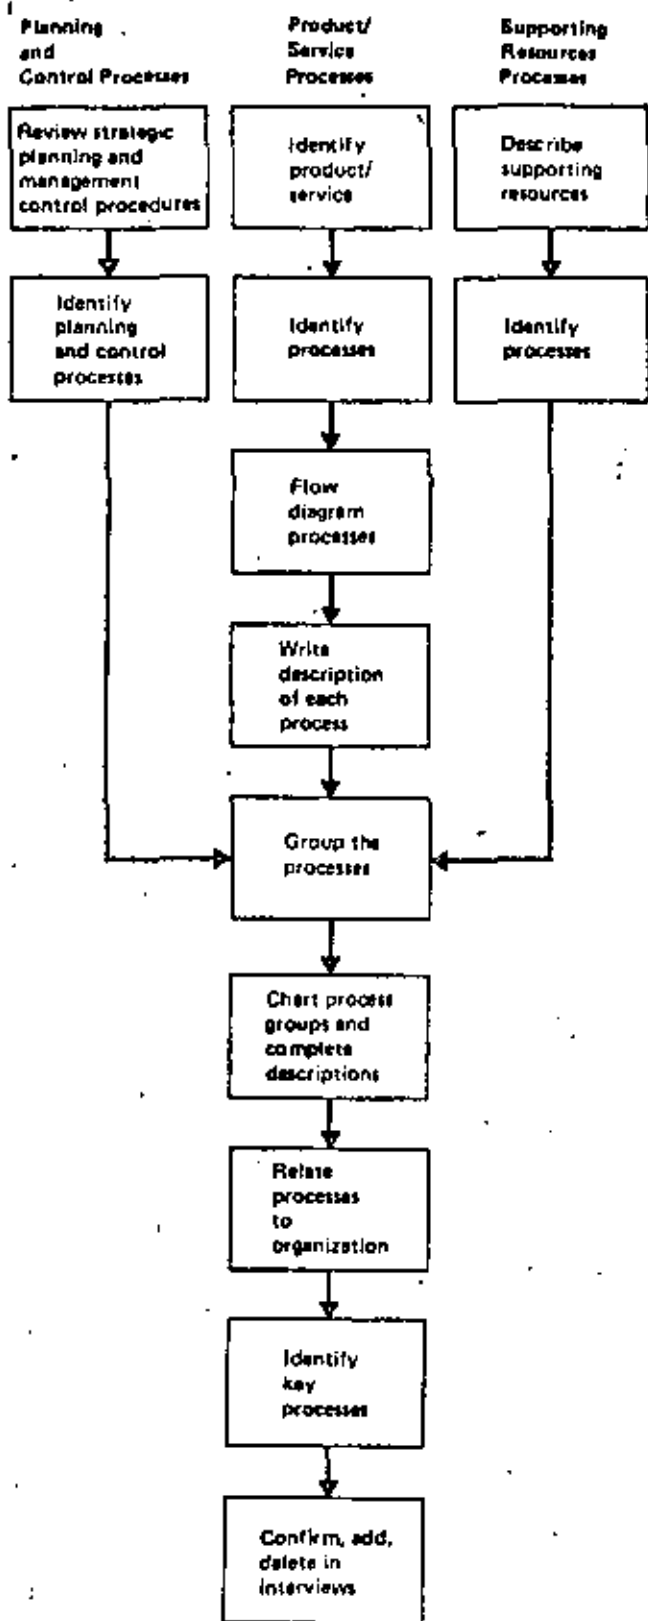 Planning
and
Control Processes
Product/
Service
Processes
Supporting
Resources
Processes
Review strategic
planning and
management
control procedures
Identify
product/
service
Describe
supporting
resources
Identify
planning
and control
processes
Identify
processes
Identify
processes
Flow
diagram
processes
Write
description
of each
process
Group the
processes
Chart process
groups and
complete
descriptions
Relate
processes
to
organization
Identify
key
processes
Confirm, add,
delete in
interviews